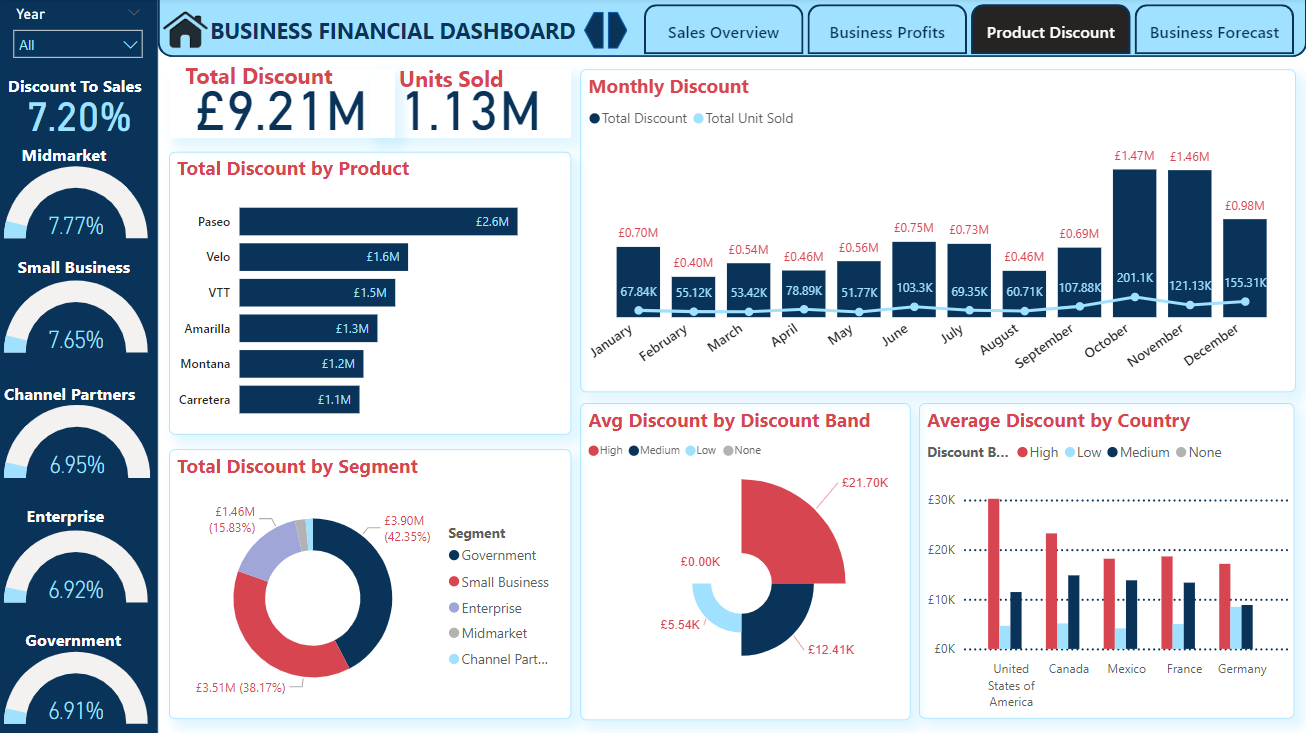 Year
All
Discount To Sales
7.20%
Midmarket
7.77%
Small Business
7.65%
Channel Partners
6.95%
Enterprise
6.92%
Government
6.91%
BUSINESS FINANCIAL DASHBOARD
Sales Overview
Business Profits
Product Discount
Business Forecast
Total Discount
£9.21M
Units Sold
1.13M
Total Discount by Product
Paseo £2.6M
Velo £1.6M
VTT £1.5M
Amarilla £1.3M
Montana £1.2M
Carretera £1.1M
Total Discount by Segment
£1.46M
(15.83%)
£3.90M
(42.35%)
£3.51M (38.17%)
Segment
Government
Small Business
Enterprise
Midmarket
Channel Part...
Monthly Discount
Total Discount Total Unit Sold
£0.70M £0.40M £0.54M £0.46M £0.56M £0.75M £0.73M £0.46M £0.69M £1.47M £1.46M £0.98M
67.84K 55.12K 53.42K 78.89K 51.77K 103.3K 69.35K 60.71K 107.88K 201.1K 121.13K 155.31K
January February March April May June July August September October November December
Avg Discount by Discount Band
High Medium Low None
£21.70K
£0.00K
£5.54K
£12.41K
Average Discount by Country
Discount B... High Low Medium None
£30K
£20K
£10K
£0K
United
States of
America
Canada
Mexico
France
Germany